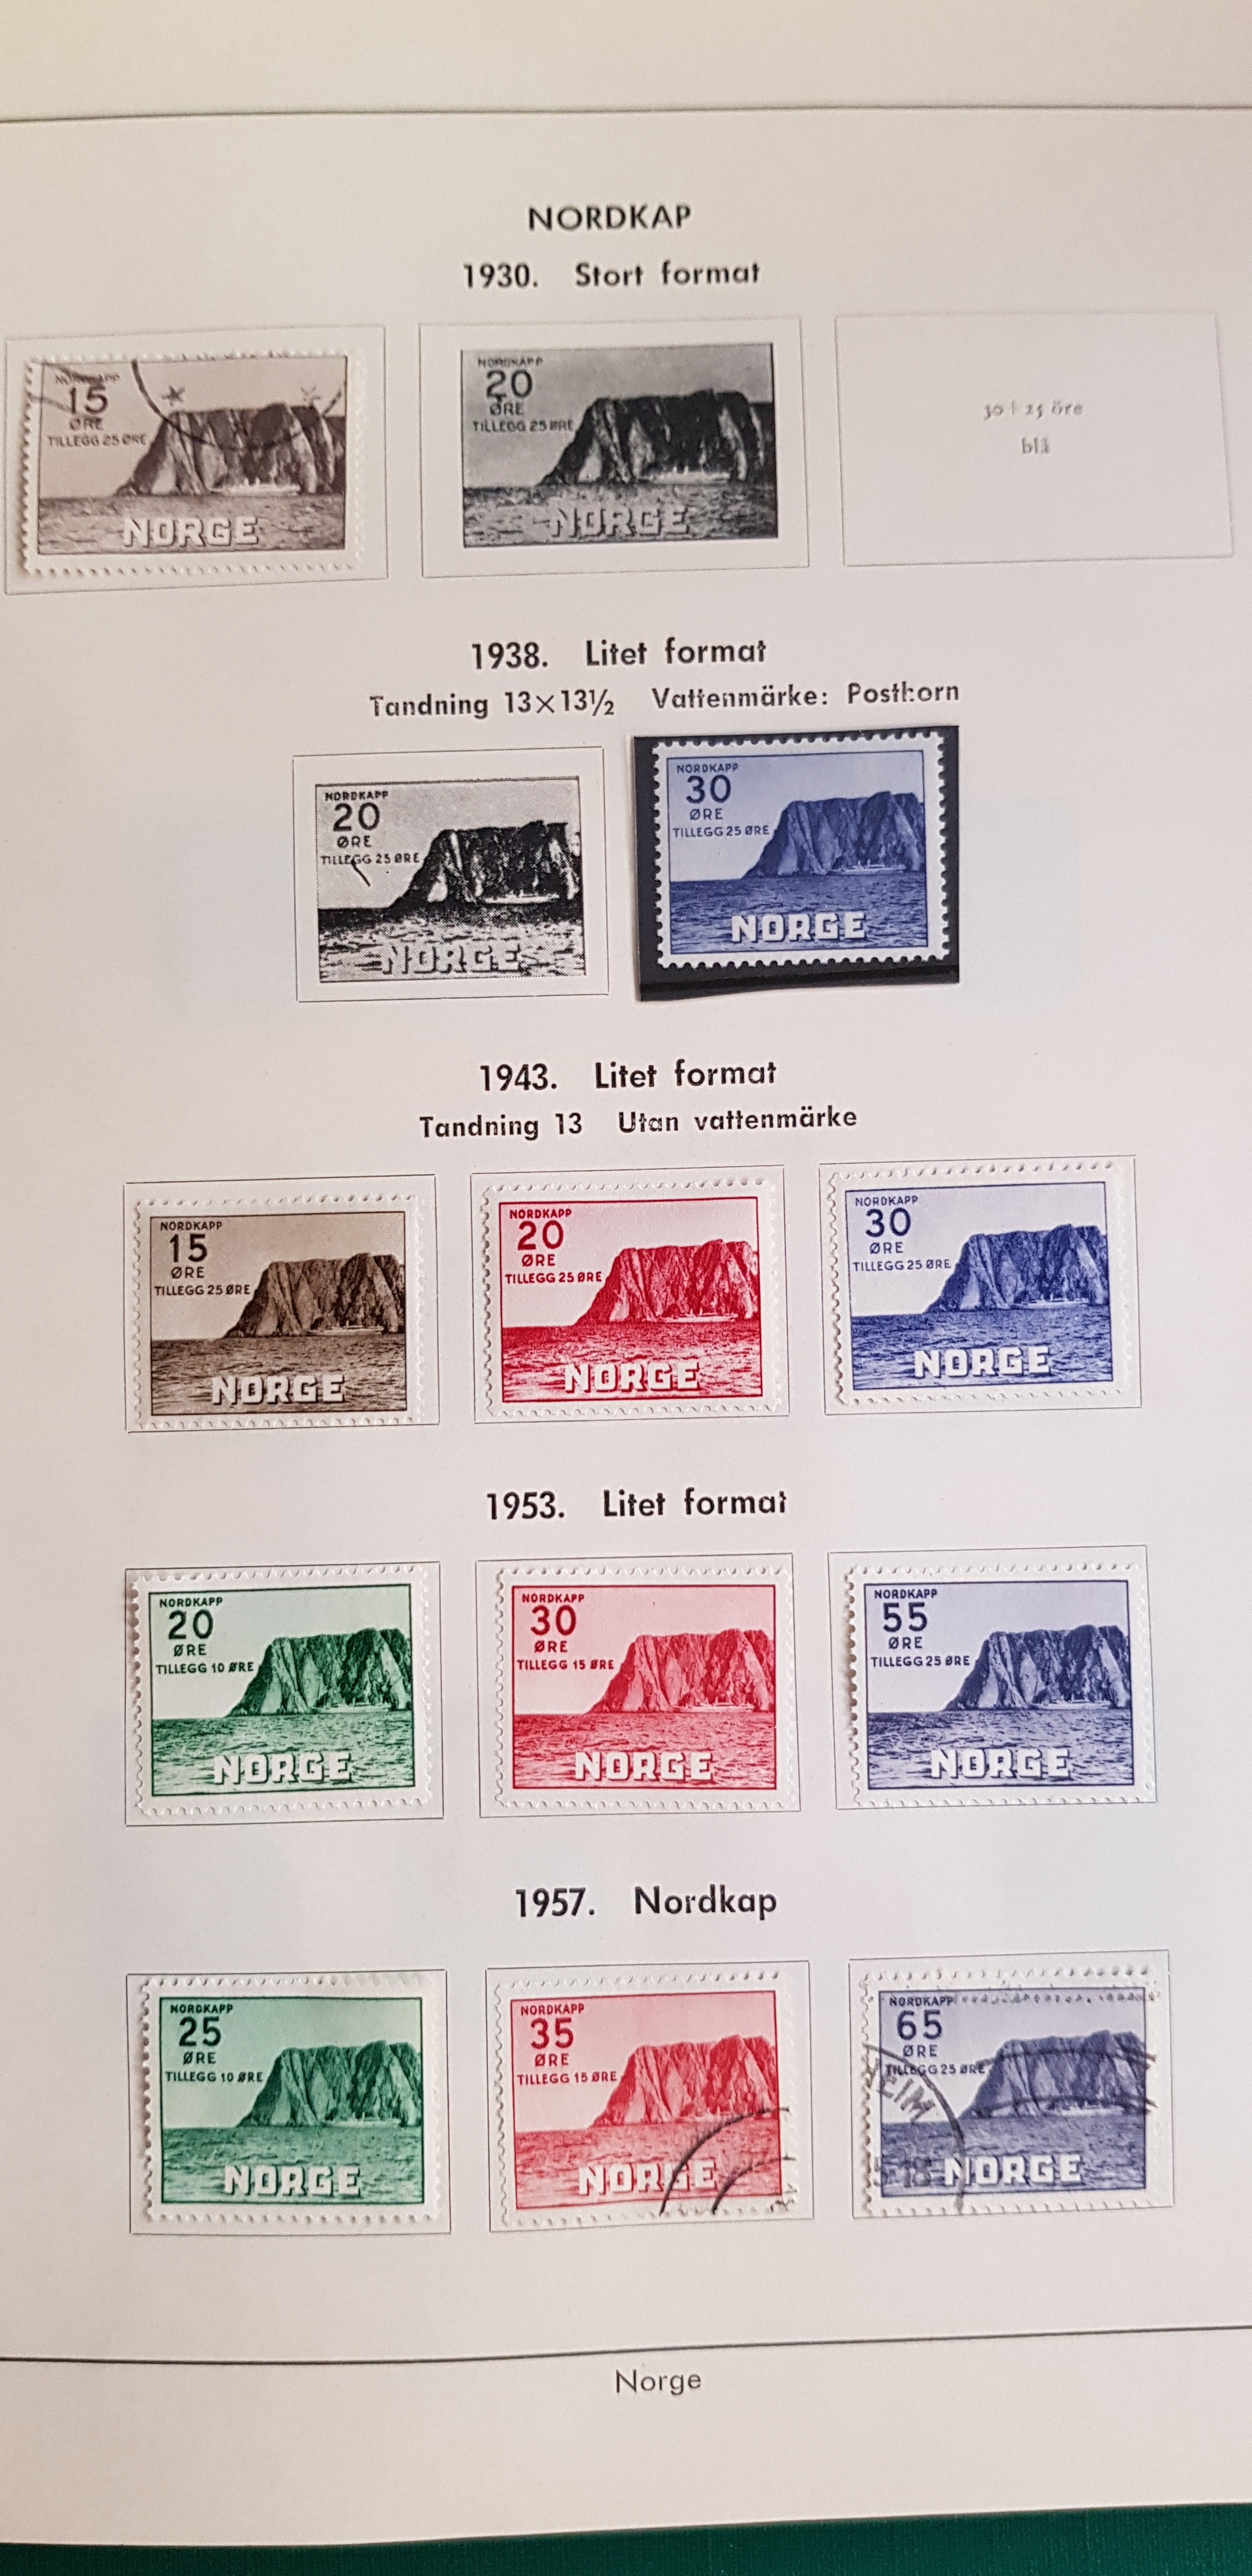 NORDKAP
1930. Stort format
NORDKAPP
15
ØRE
TILLEGG 25 ØRE
NORGE
NORDKAPP
20
ØRE
TILLEGG 25 ØRE
NORGE
30 + 25 öre
blå
1938. Litet format
Tandning 13×13½ Vattenmärke: Posthorn
NORDKAPP
20
ØRE
TILLEGG 25 ØRE
NORGE
NORDKAPP
30
ØRE
TILLEGG 25 ØRE
NORGE
1943. Litet format
Tandning 13 Utan vattenmärke
NORDKAPP
15
ØRE
TILLEGG 25 ØRE
NORGE
NORDKAPP
20
ØRE
TILLEGG 25 ØRE
NORGE
NORDKAPP
30
ØRE
TILLEGG 25 ØRE
NORGE
1953. Litet format
NORDKAPP
20
ØRE
TILLEGG 10 ØRE
NORGE
NORDKAPP
30
ØRE
TILLEGG 15 ØRE
NORGE
NORDKAPP
55
ØRE
TILLEGG 25 ØRE
NORGE
1957. Nordkap
NORDKAPP
25
ØRE
TILLEGG 10 ØRE
NORGE
NORDKAPP
35
ØRE
TILLEGG 15 ØRE
NORGE
NORDKAPP
65
ØRE
TILLEGG 25 ØRE
HEIM
NORGE
Norge